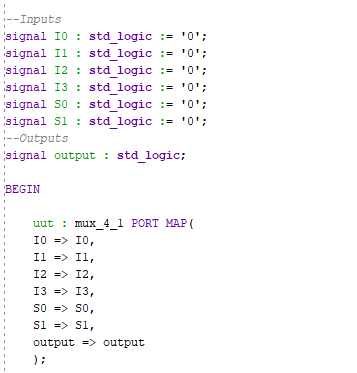 --Inputs
signal I0 : std_logic := '0';
signal I1 : std_logic := '0';
signal I2 : std_logic := '0';
signal I3 : std_logic := '0';
signal S0 : std_logic := '0';
signal S1 : std_logic := '0';
--Outputs
signal output : std_logic;
BEGIN
uut : mux_4_1 PORT MAP(
I0 => I0,
I1 => I1,
I2 => I2,
I3 => I3,
S0 => S0,
S1 => S1,
output => output
);